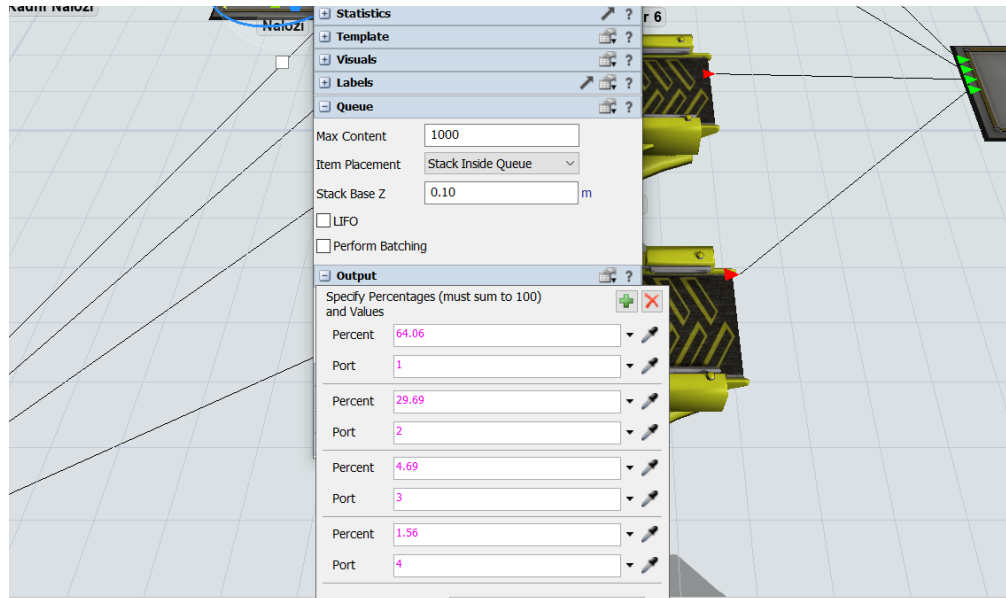 Radni Nalozi
Nalozi
Statistics
?
r 6
Template
?
Visuals
?
Labels
?
Queue
?
Max Content 1000
Item Placement Stack Inside Queue
Stack Base Z 0.10 m
LIFO
Perform Batching
Output
?
Specify Percentages (must sum to 100)
and Values
Percent 64.06
Port 1
Percent 29.69
Port 2
Percent 4.69
Port 3
Percent 1.56
Port 4